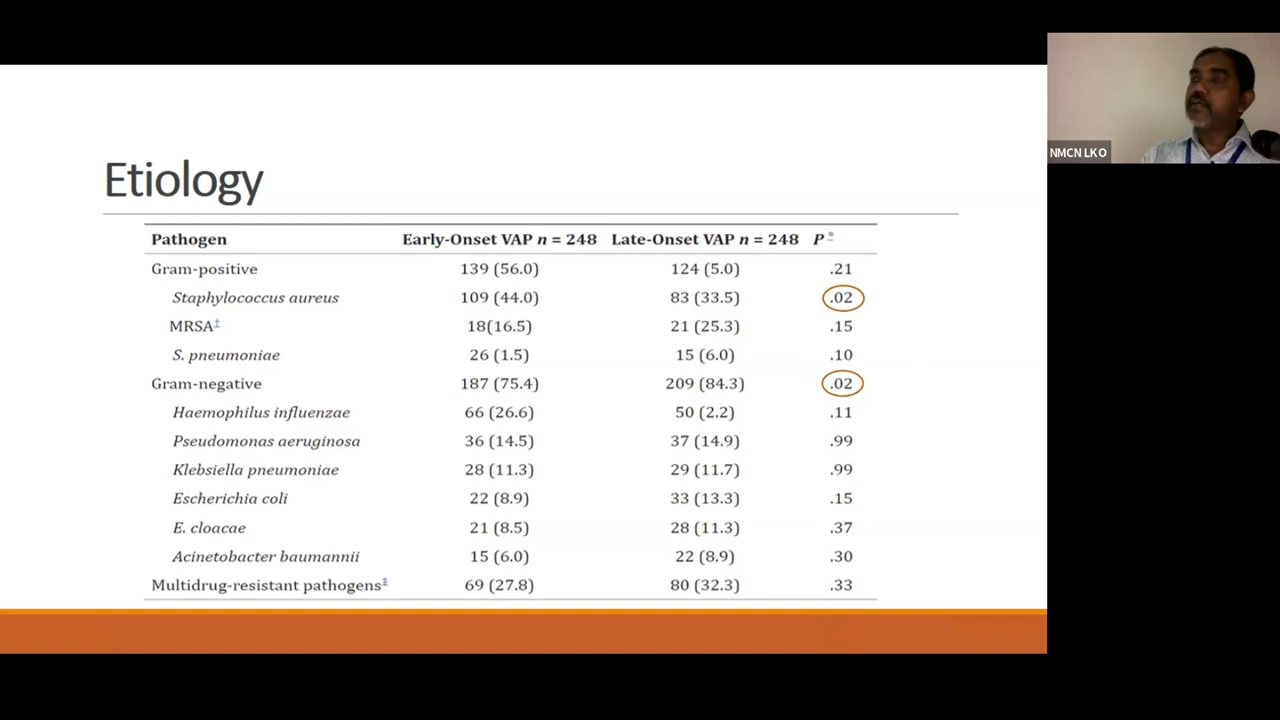 NMCN LKO
Etiology
Pathogen Early-Onset VAP n = 248 Late-Onset VAP n = 248 P *
Gram-positive 139 (56.0) 124 (5.0) .21
Staphylococcus aureus 109 (44.0) 83 (33.5) .02
MRSA‡ 18(16.5) 21 (25.3) .15
S. pneumoniae 26 (1.5) 15 (6.0) .10
Gram-negative 187 (75.4) 209 (84.3) .02
Haemophilus influenzae 66 (26.6) 50 (2.2) .11
Pseudomonas aeruginosa 36 (14.5) 37 (14.9) .99
Klebsiella pneumoniae 28 (11.3) 29 (11.7) .99
Escherichia coli 22 (8.9) 33 (13.3) .15
E. cloacae 21 (8.5) 28 (11.3) .37
Acinetobacter baumannii 15 (6.0) 22 (8.9) .30
Multidrug-resistant pathogens‡ 69 (27.8) 80 (32.3) .33